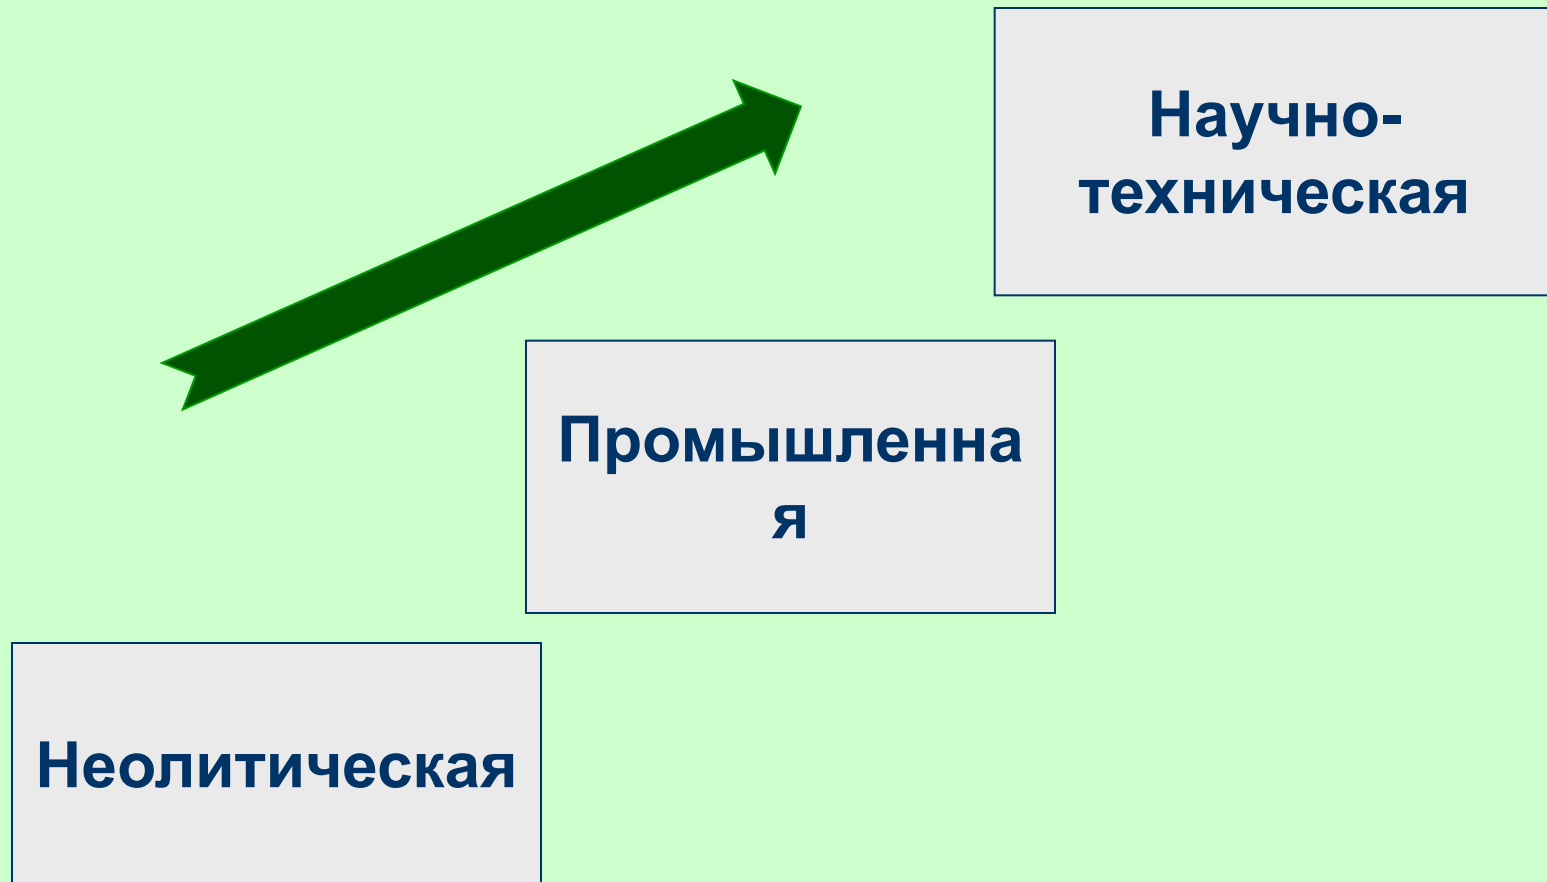 Научно-
техническая
Промышленна
я
Неолитическая